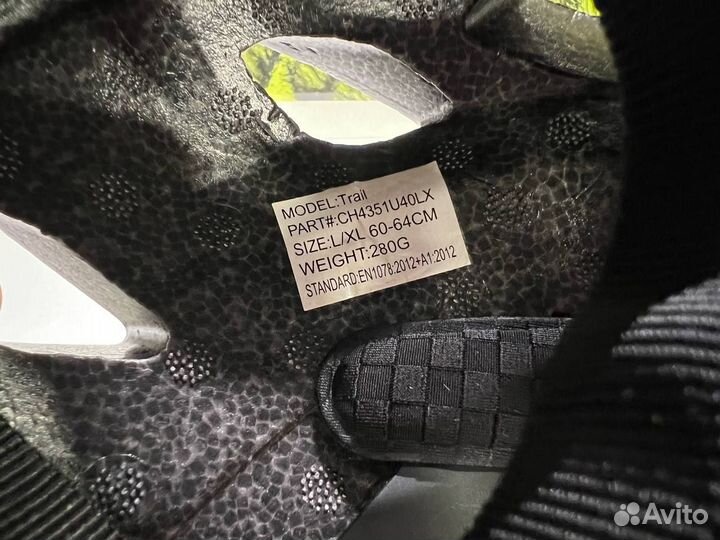 MODEL:Trail
PART#:CH4351U40LX
SIZE:L/XL 60-64CM
WEIGHT:280G
STANDARD:EN1078:2012+A1:2012
Avito